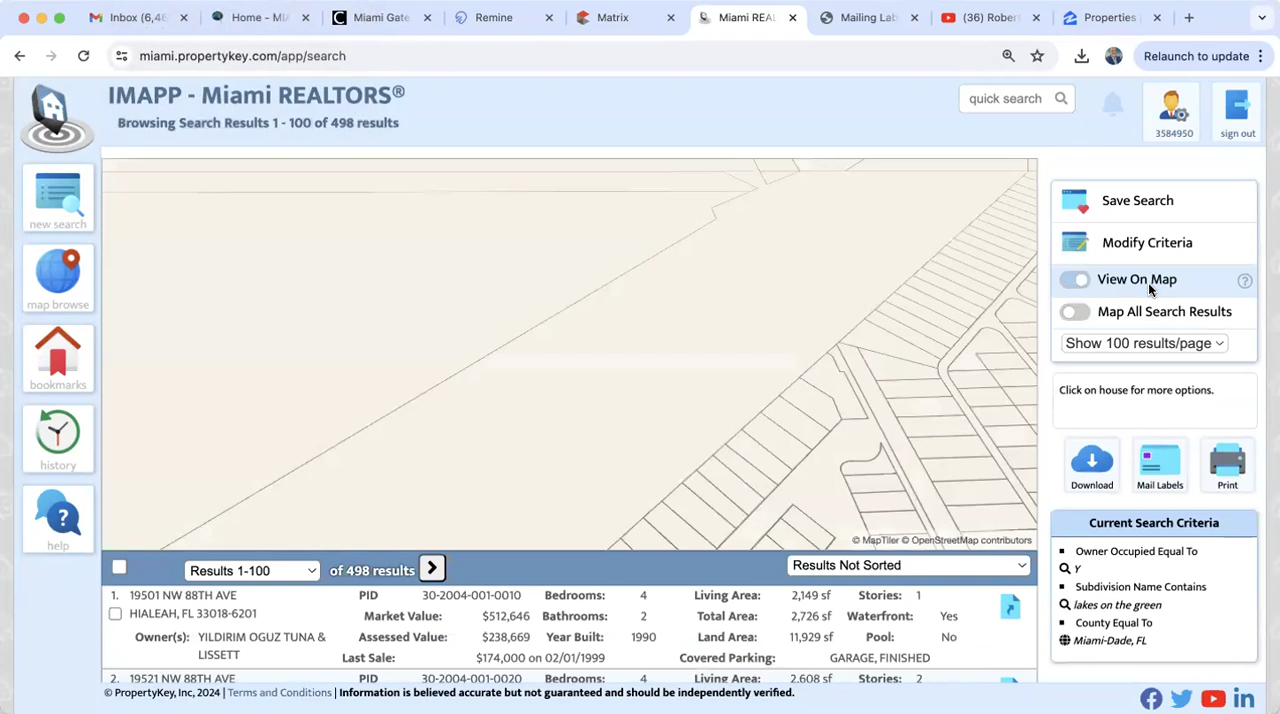 Inbox (6,46
Home - MIA
Miami Gate
Remine
Matrix
Miami REAL
Mailing Lab
(36) Rober
Properties
miami.propertykey.com/app/search
Relaunch to update
IMAPP - Miami REALTORS®
Browsing Search Results 1 - 100 of 498 results
quick search
3584950
sign out
new search
map browse
bookmarks
history
help
Save Search
Modify Criteria
View On Map
Map All Search Results
Show 100 results/page
Click on house for more options.
Download
Mail Labels
Print
Current Search Criteria
Owner Occupied Equal To
Y
Subdivision Name Contains
lakes on the green
County Equal To
Miami-Dade, FL
© MapTiler © OpenStreetMap contributors
Results 1-100
of 498 results
Results Not Sorted
1. 19501 NW 88TH AVE PID 30-2004-001-0010 Bedrooms: 4 Living Area: 2,149 sf Stories: 1
HIALEAH, FL 33018-6201 Market Value: $512,646 Bathrooms: 2 Total Area: 2,726 sf Waterfront: Yes
Owner(s): YILDIRIM OGUZ TUNA & Assessed Value: $238,669 Year Built: 1990 Land Area: 11,929 sf Pool: No
LISSETT Last Sale: $174,000 on 02/01/1999 Covered Parking: GARAGE, FINISHED
2. 19521 NW 88TH AVE PID 30-2004-001-0020 Bedrooms: 4 Living Area: 2,608 sf Stories: 2
© PropertyKey, Inc, 2024 | Terms and Conditions | Information is believed accurate but not guaranteed and should be independently verified.